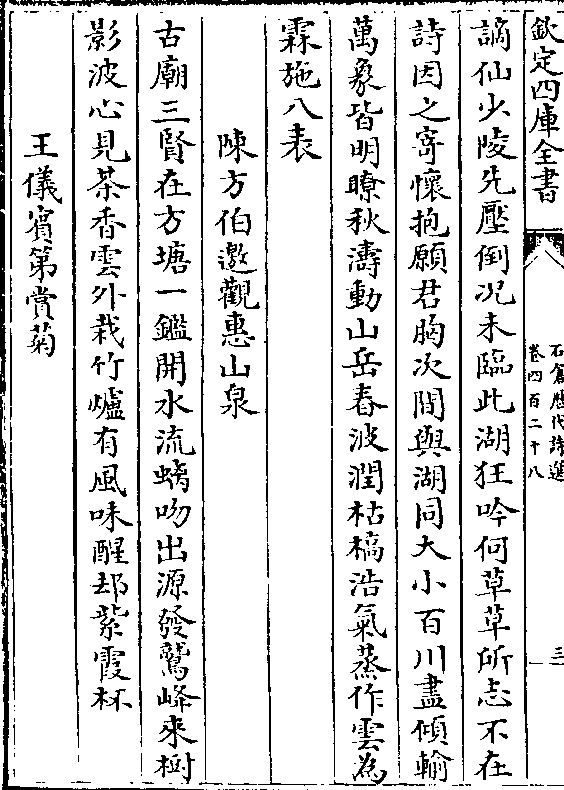 欽定四庫全書
石倉歴代詩選
卷四百二十八
三
謫仙少陵先壓倒况未臨此湖狂吟何草草所志不在
詩因之寄懷抱願君胸次間與湖同大小百川盡傾輸
萬象皆明瞭秋濤動山岳春波潤枯槁浩氣蒸作雲為
霖施八表
陳方伯邀觀惠山泉
古廟三賢在方塘一鑑開水流螭吻出源發鷲峰來樹
影波心見茶香雲外栽竹爐有風味醒却紫霞杯
王儀賓第賞菊